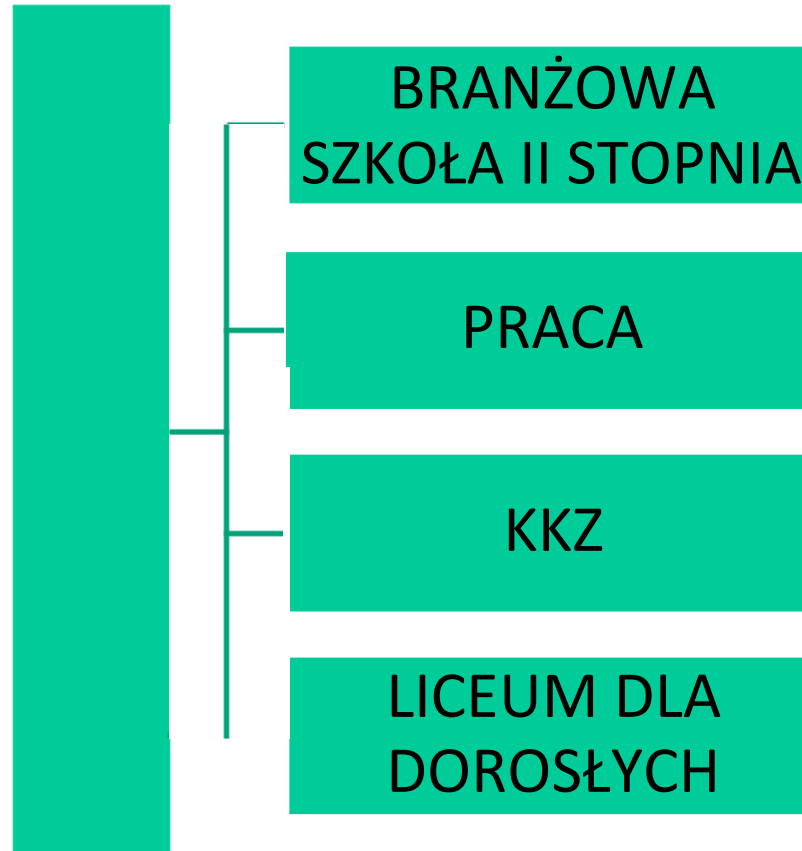 BRANŻOWA
SZKOŁA II STOPNIA
PRACA
KKZ
LICEUM DLA
DOROSŁYCH